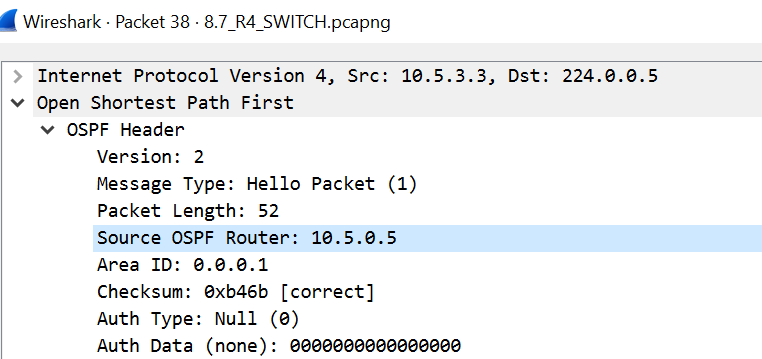 Wireshark · Packet 38 · 8.7_R4_SWITCH.pcapng
Internet Protocol Version 4, Src: 10.5.3.3, Dst: 224.0.0.5
Open Shortest Path First
OSPF Header
Version: 2
Message Type: Hello Packet (1)
Packet Length: 52
Source OSPF Router: 10.5.0.5
Area ID: 0.0.0.1
Checksum: 0xb46b [correct]
Auth Type: Null (0)
Auth Data (none): 0000000000000000